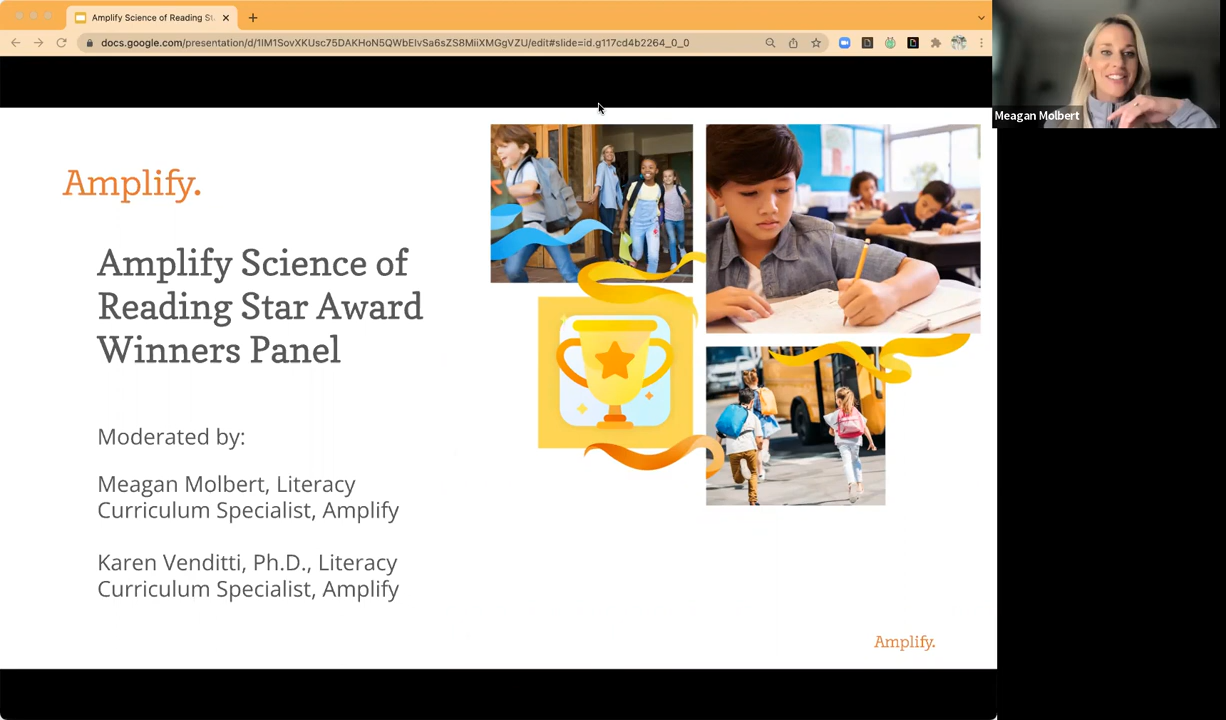 Amplify Science of Reading St
docs.google.com/presentation/d/1IM1SovXKUsc75DAKHoN5QWbEIvSa6sZS8MiiXMGgVZU/edit#slide=id.g117cd4b2264_0_0
Meagan Molbert
Amplify.
Amplify Science of
Reading Star Award
Winners Panel
Moderated by:
Meagan Molbert, Literacy
Curriculum Specialist, Amplify
Karen Venditti, Ph.D., Literacy
Curriculum Specialist, Amplify
Amplify.